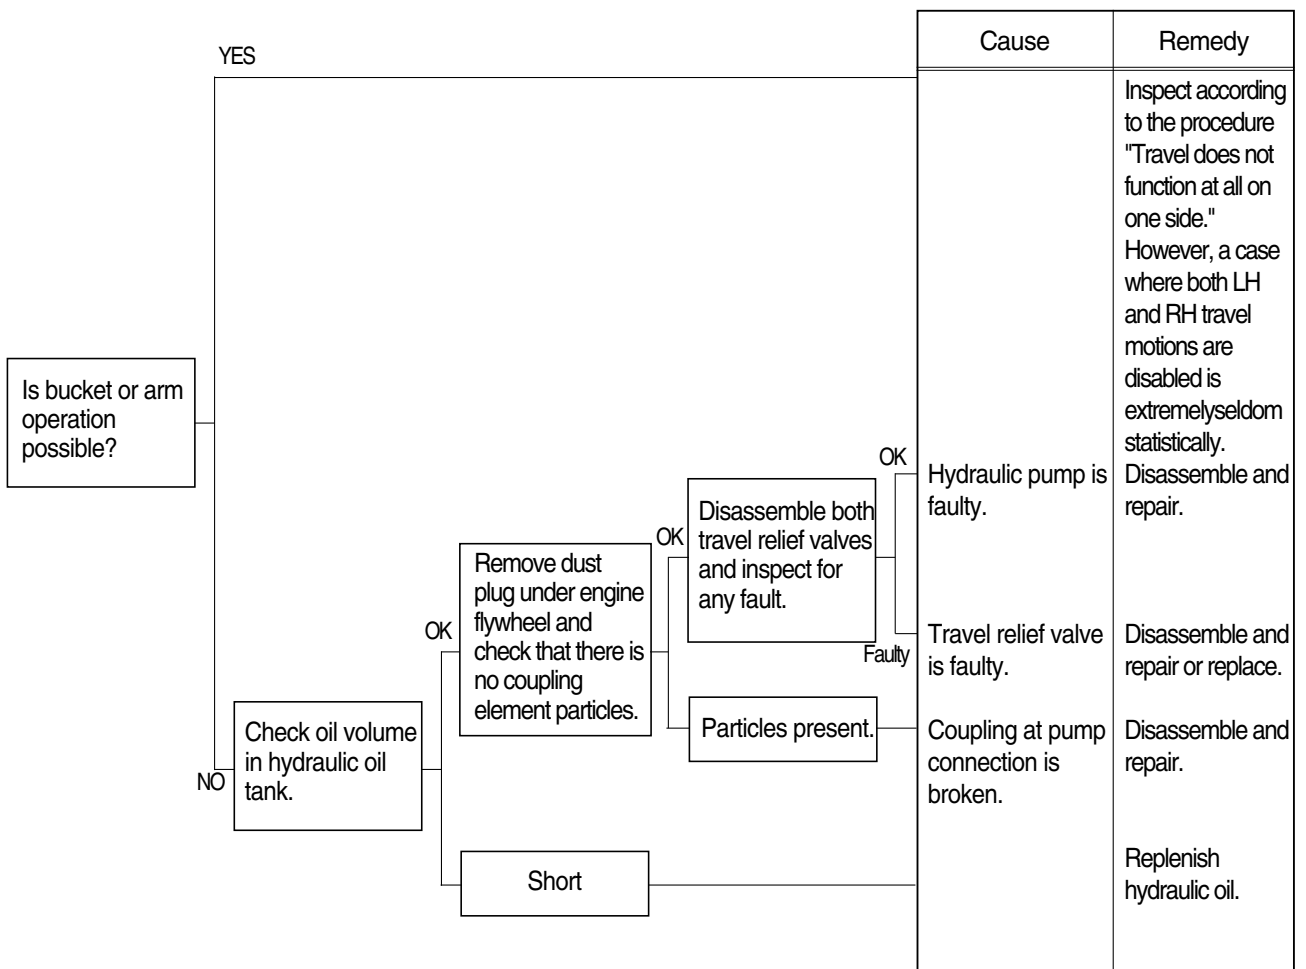 YES
Cause
Remedy
Inspect according
to the procedure
"Travel does not
function at all on
one side."
However, a case
where both LH
and RH travel
motions are
disabled is
extremelyseldom
statistically.
Is bucket or arm
operation
possible?
NO
Check oil volume
in hydraulic oil
tank.
OK
Remove dust
plug under engine
flywheel and
check that there is
no coupling
element particles.
OK
Disassemble both
travel relief valves
and inspect for
any fault.
OK
Hydraulic pump is
faulty.
Disassemble and
repair.
Faulty
Travel relief valve
is faulty.
Disassemble and
repair or replace.
Particles present.
Coupling at pump
connection is
broken.
Disassemble and
repair.
Short
Replenish
hydraulic oil.